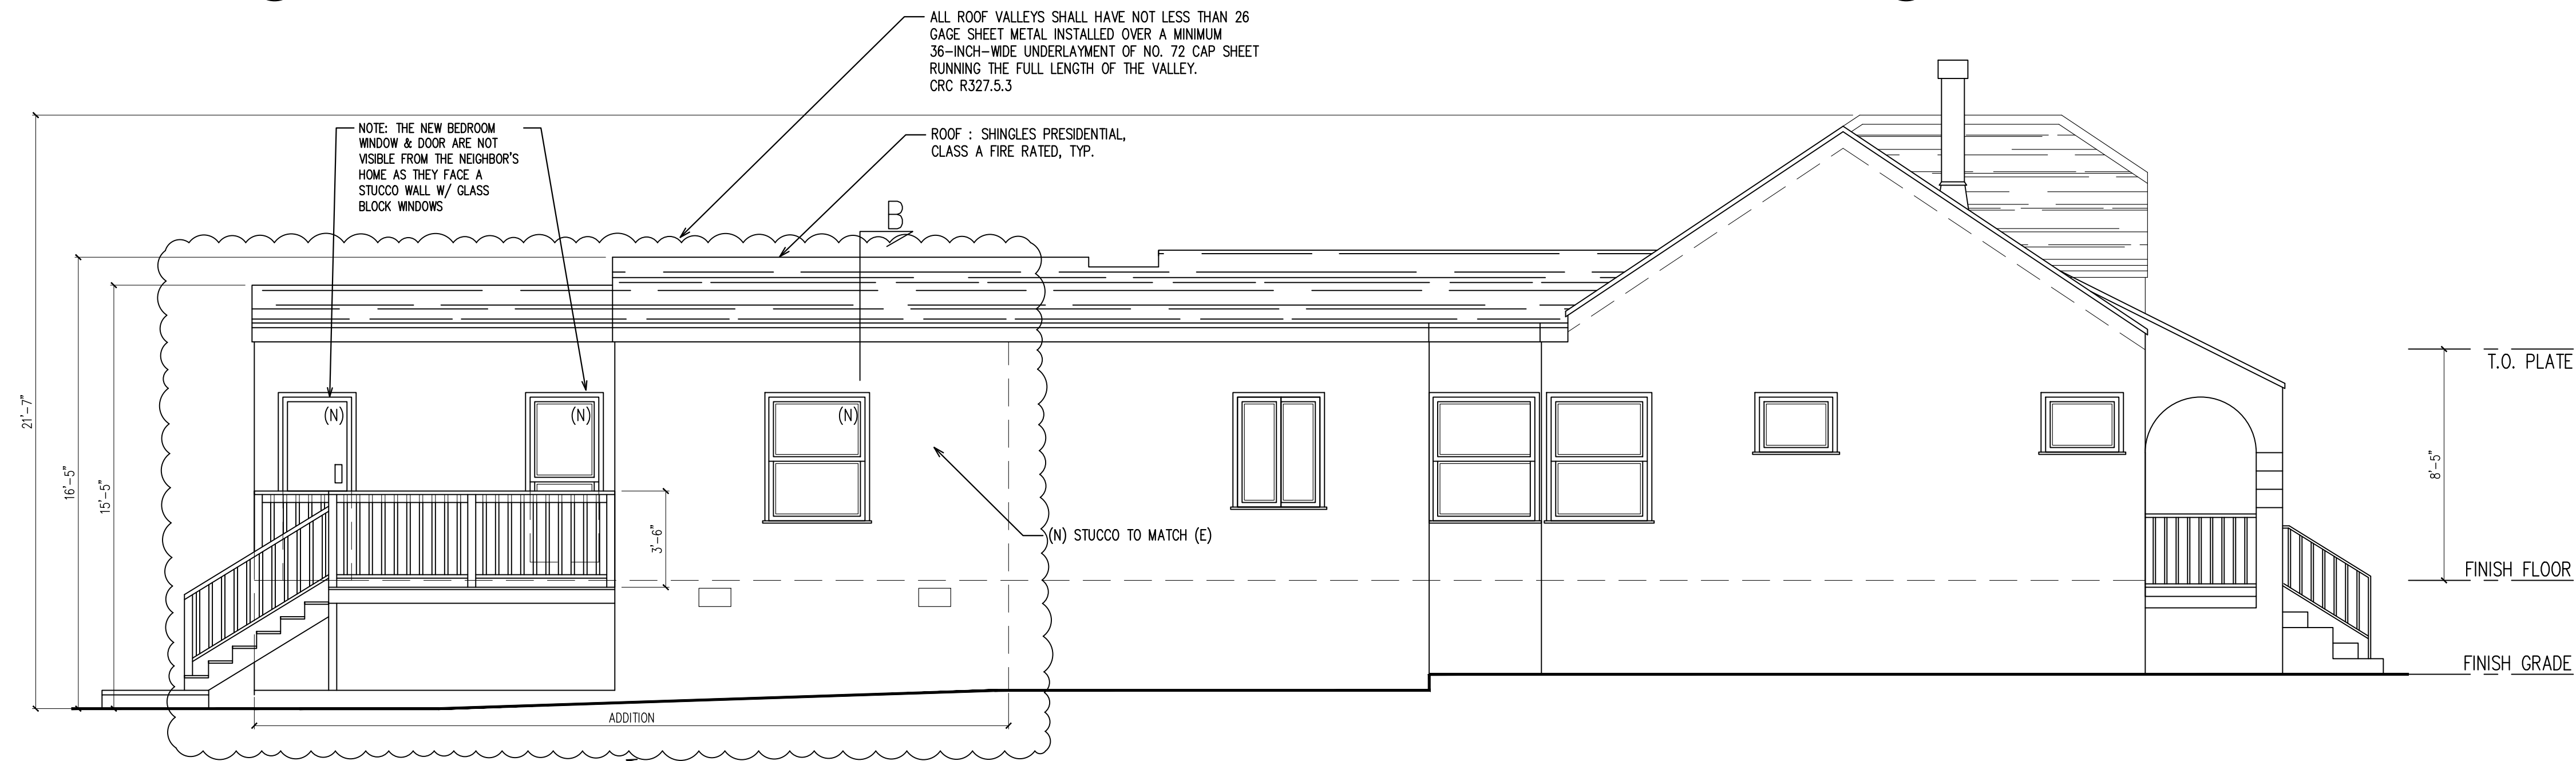 ALL ROOF VALLEYS SHALL HAVE NOT LESS THAN 26
GAGE SHEET METAL INSTALLED OVER A MINIMUM
36-INCH-WIDE UNDERLAYMENT OF NO. 72 CAP SHEET
RUNNING THE FULL LENGTH OF THE VALLEY.
CRC R327.5.3
NOTE: THE NEW BEDROOM
WINDOW & DOOR ARE NOT
VISIBLE FROM THE NEIGHBOR'S
HOME AS THEY FACE A
STUCCO WALL W/ GLASS
BLOCK WINDOWS
ROOF : SHINGLES PRESIDENTIAL,
CLASS A FIRE RATED, TYP.
B
T.O. PLATE
21'-7"
16'-5"
15'-5"
(N)
(N)
(N)
8'-5"
3'-6"
(N) STUCCO TO MATCH (E)
FINISH FLOOR
FINISH GRADE
ADDITION